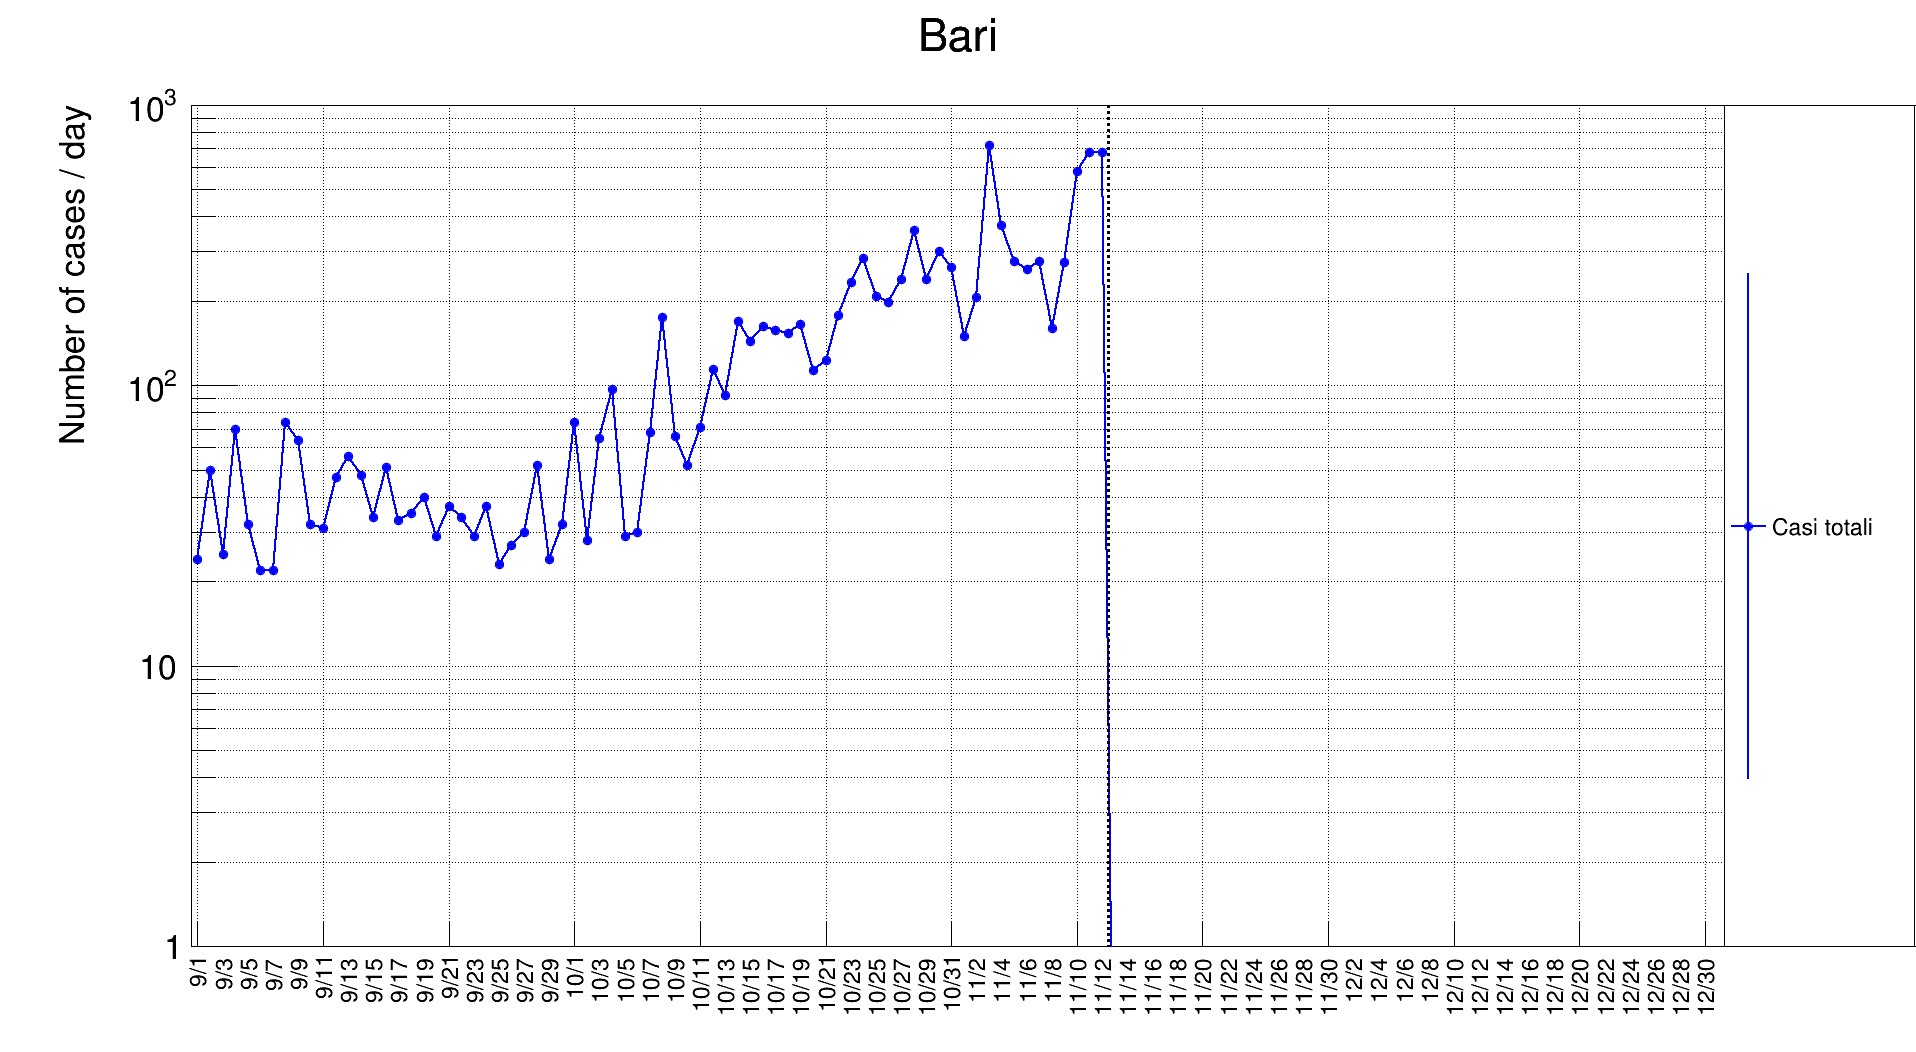 Bari
Number of cases / day
10³
10²
10
1
9/1 9/3 9/5 9/7 9/9 9/11 9/13 9/15 9/17 9/19 9/21 9/23 9/25 9/27 9/29 10/1 10/3 10/5 10/7 10/9 10/11 10/13 10/15 10/17 10/19 10/21 10/23 10/25 10/27 10/29 10/31 11/2 11/4 11/6 11/8 11/10 11/12 11/14 11/16 11/18 11/20 11/22 11/24 11/26 11/28 11/30 12/2 12/4 12/6 12/8 12/10 12/12 12/14 12/16 12/18 12/20 12/22 12/24 12/26 12/28 12/30
Casi totali